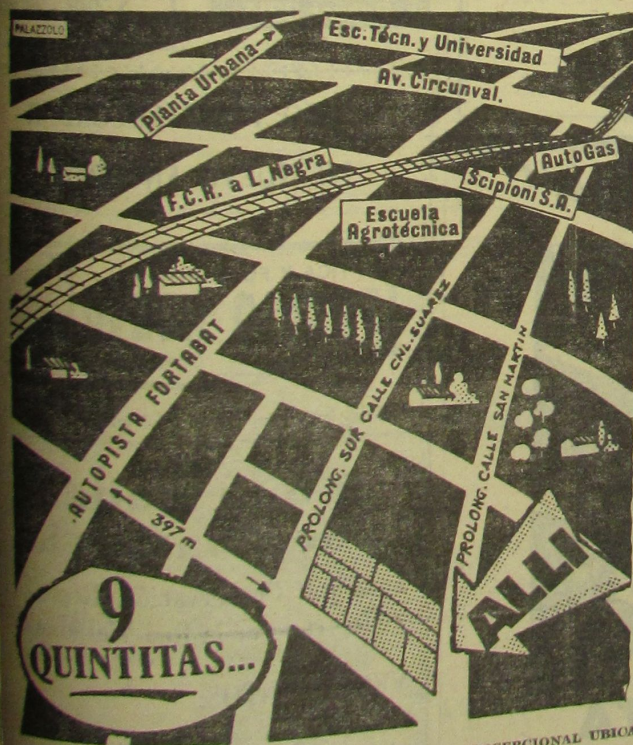 PALAZZOLO
Planta Urbana→
Esc. Técn. y Universidad
Av. Circunval.
AutoGas
F.C.R. a L. Negra
Scipioni S.A.
Escuela
Agrotécnica
AUTOPISTA FORTABAT
PROLONG. SUR CALLE CNL. SUAREZ
PROLONG. CALLE SAN MARTIN
397 m
ALLI
9
QUINTITAS...